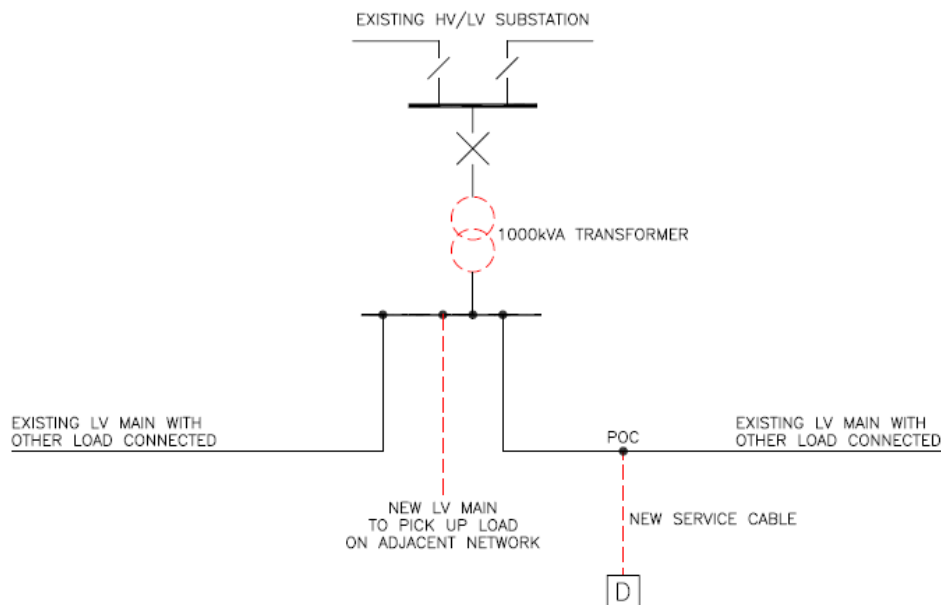 EXISTING HV/LV SUBSTATION
1000kVA TRANSFORMER
EXISTING LV MAIN WITH
OTHER LOAD CONNECTED
POC
EXISTING LV MAIN WITH
OTHER LOAD CONNECTED
NEW LV MAIN
TO PICK UP LOAD
ON ADJACENT NETWORK
NEW SERVICE CABLE
D